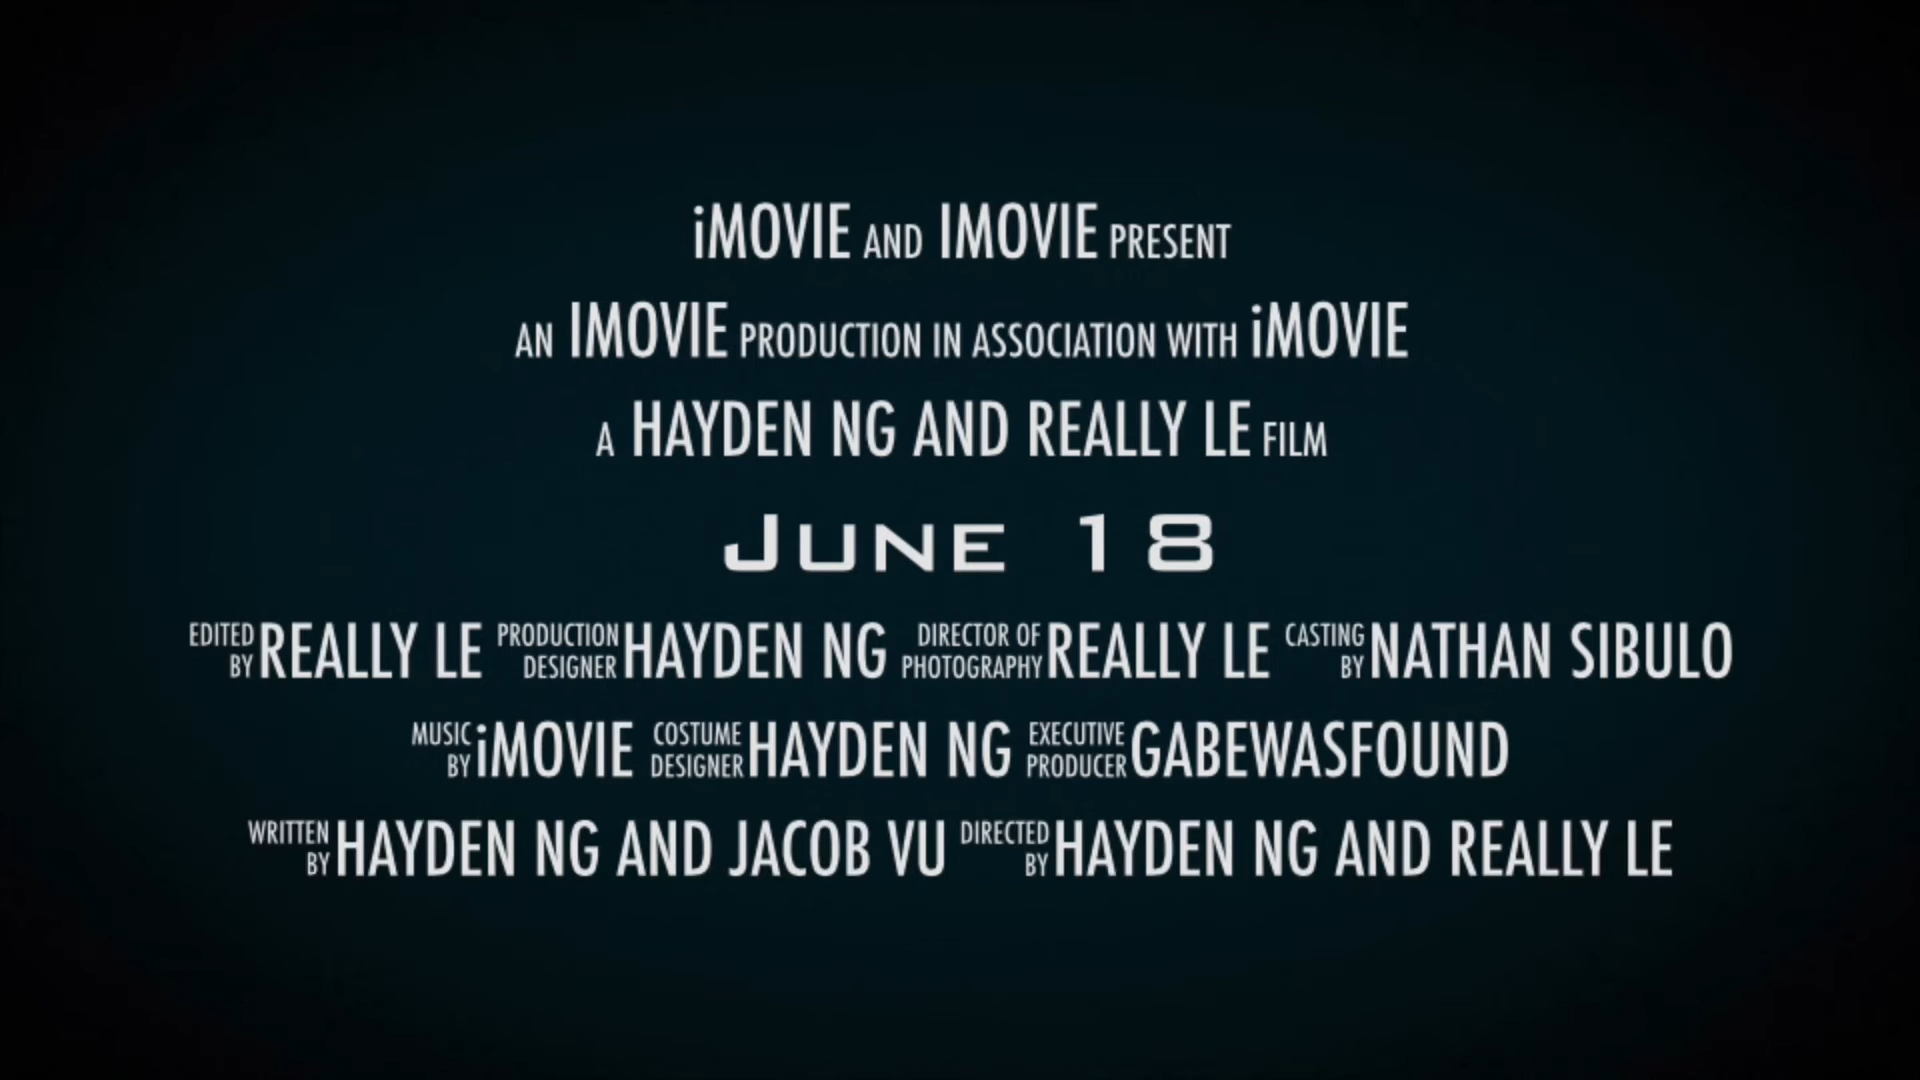 iMOVIE AND IMOVIE PRESENT
AN IMOVIE PRODUCTION IN ASSOCIATION WITH iMOVIE
A HAYDEN NG AND REALLY LE FILM
JUNE 18
EDITED BY REALLY LE PRODUCTION DESIGNER HAYDEN NG DIRECTOR OF PHOTOGRAPHY REALLY LE CASTING BY NATHAN SIBULO
MUSIC BY iMOVIE COSTUME DESIGNER HAYDEN NG EXECUTIVE PRODUCER GABEWASFOUND
WRITTEN BY HAYDEN NG AND JACOB VU DIRECTED BY HAYDEN NG AND REALLY LE